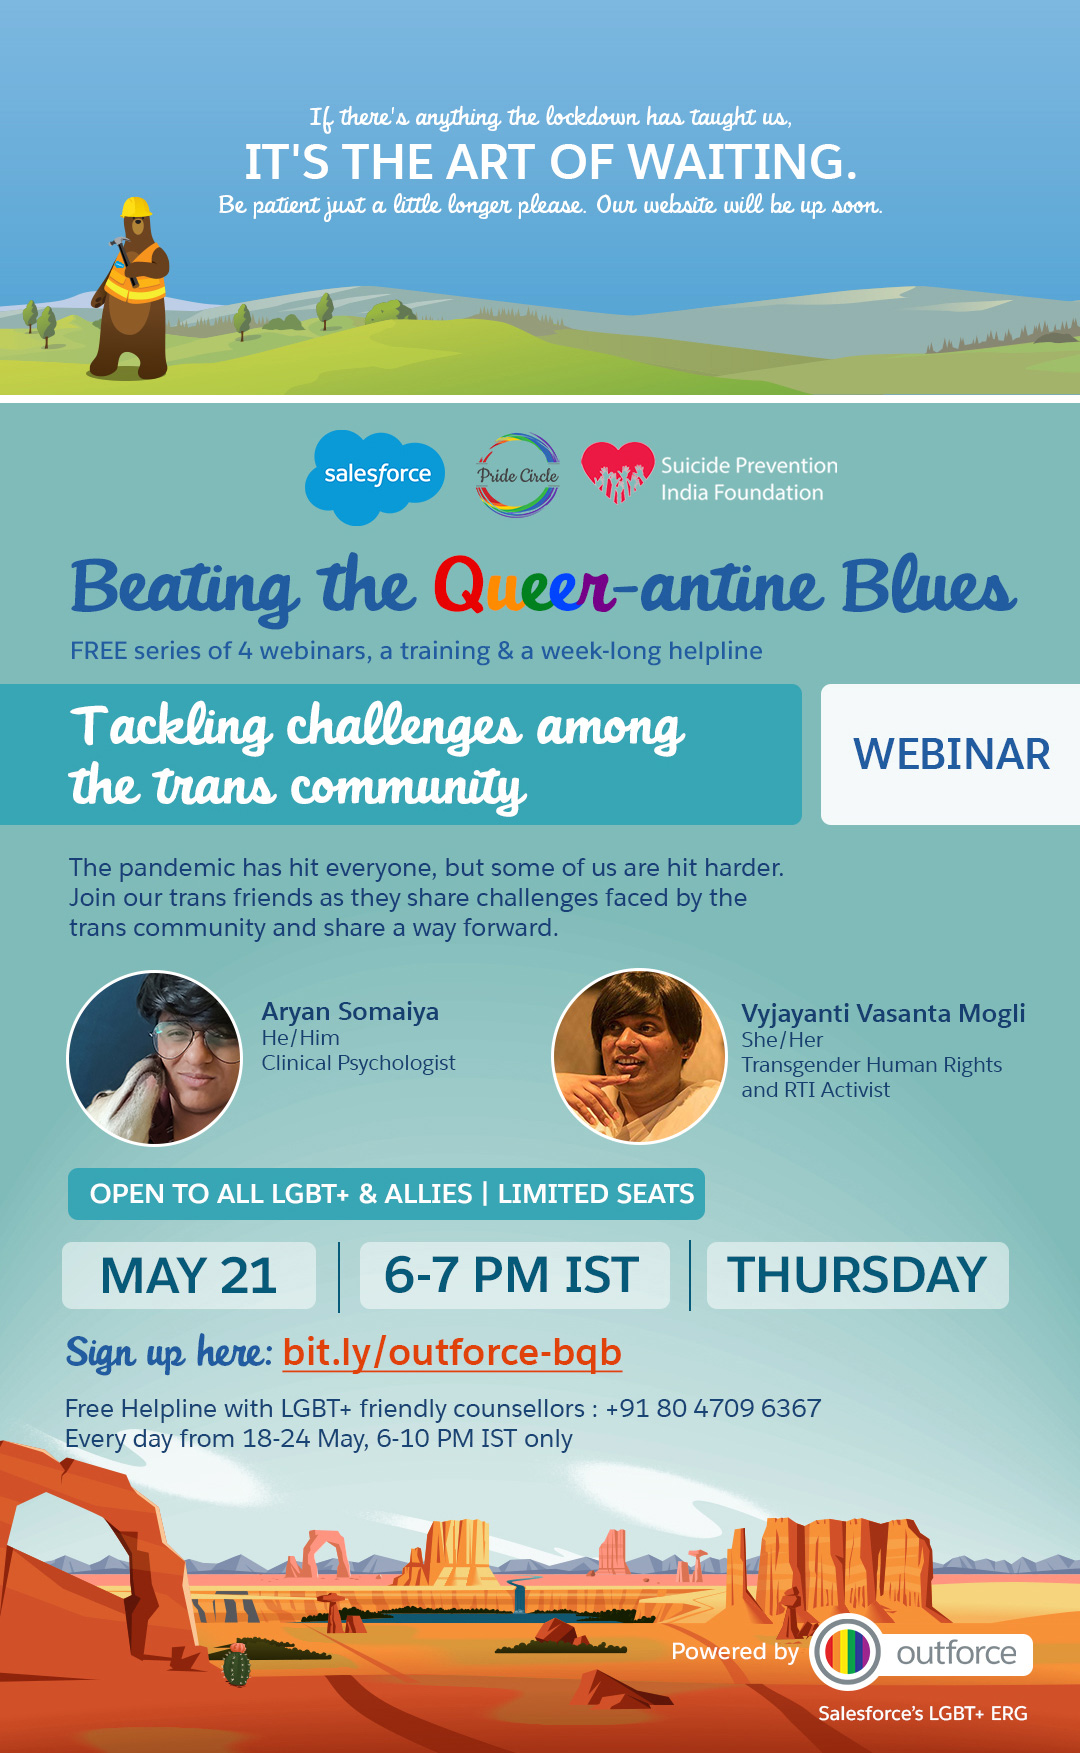 If there's anything the lockdown has taught us,
IT'S THE ART OF WAITING.
Be patient just a little longer please. Our website will be up soon.
salesforce
Pride Circle
Suicide Prevention
India Foundation
Beating the Queer-antine Blues
FREE series of 4 webinars, a training & a week-long helpline
Tackling challenges among
the trans community
WEBINAR
The pandemic has hit everyone, but some of us are hit harder.
Join our trans friends as they share challenges faced by the
trans community and share a way forward.
Aryan Somaiya
He/Him
Clinical Psychologist
Vyjayanti Vasanta Mogli
She/Her
Transgender Human Rights
and RTI Activist
OPEN TO ALL LGBT+ & ALLIES | LIMITED SEATS
MAY 21
6-7 PM IST
THURSDAY
Sign up here: bit.ly/outforce-bqb
Free Helpline with LGBT+ friendly counsellors : +91 80 4709 6367
Every day from 18-24 May, 6-10 PM IST only
Powered by
outforce
Salesforce's LGBT+ ERG